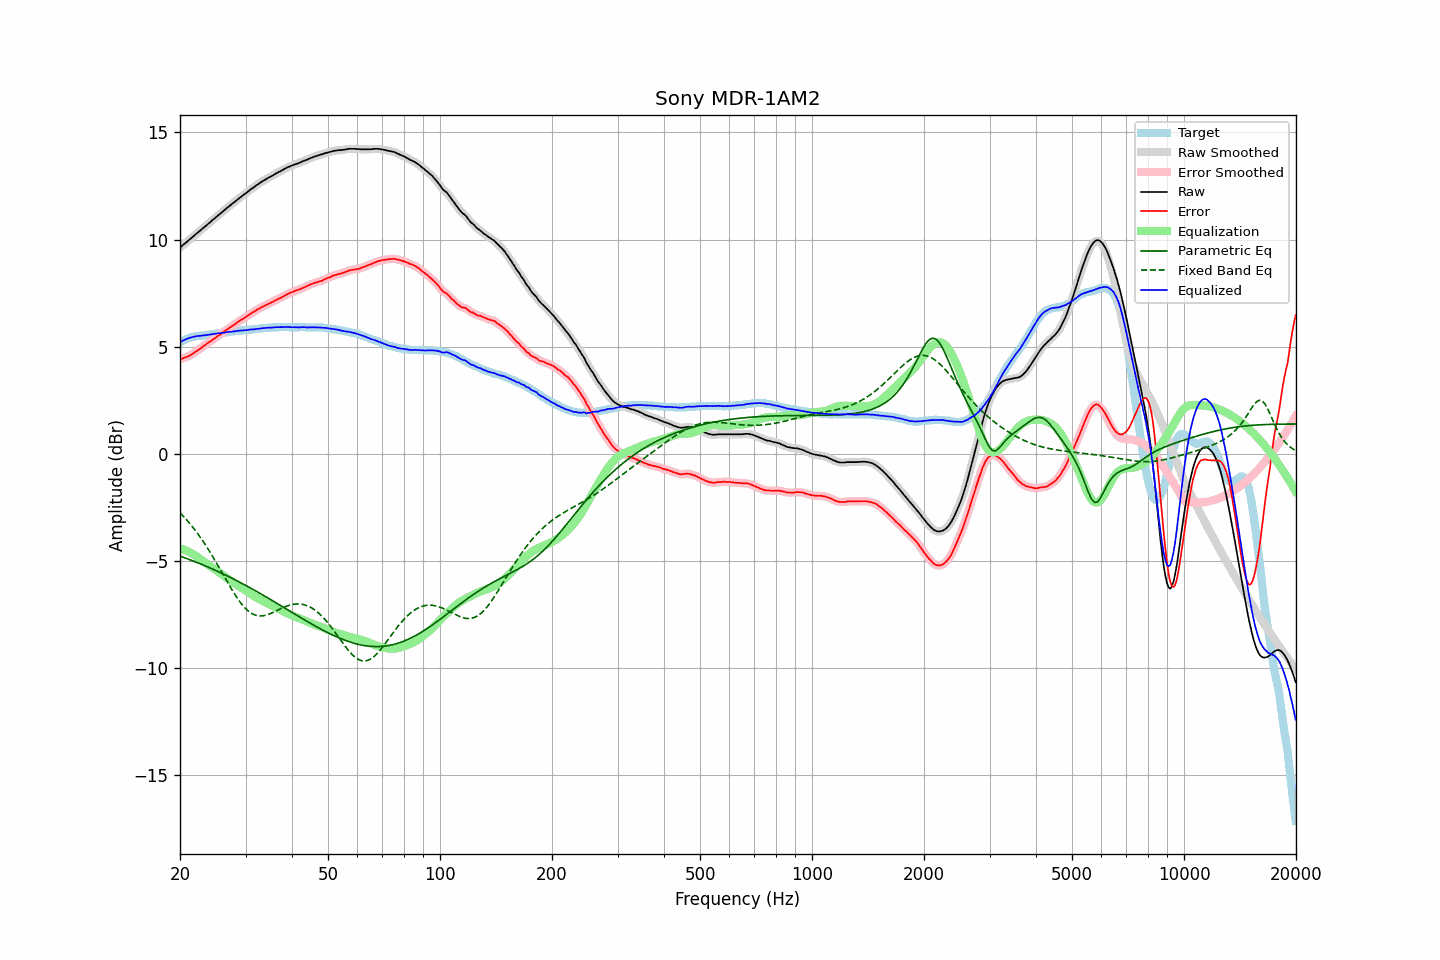 Sony MDR-1AM2
Amplitude (dBr)
15
10
5
0
−5
−10
−15
Target
Raw Smoothed
Error Smoothed
Raw
Error
Equalization
Parametric Eq
Fixed Band Eq
Equalized
20 50 100 200 500 1000 2000 5000 10000 20000
Frequency (Hz)